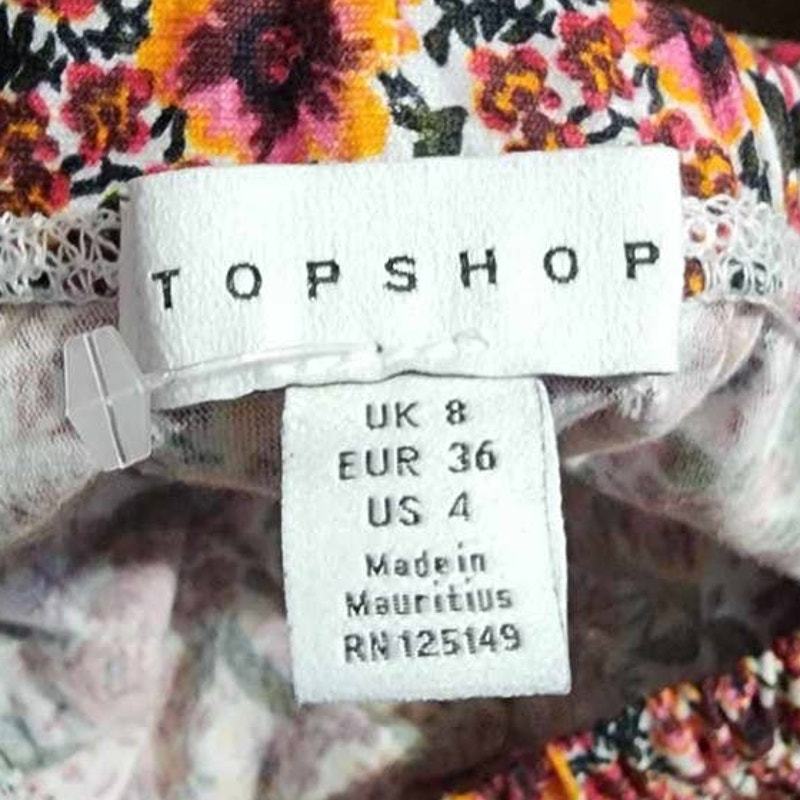 TOPSHOP
UK 8
EUR 36
US 4
Made in
Mauritius
RN 125149